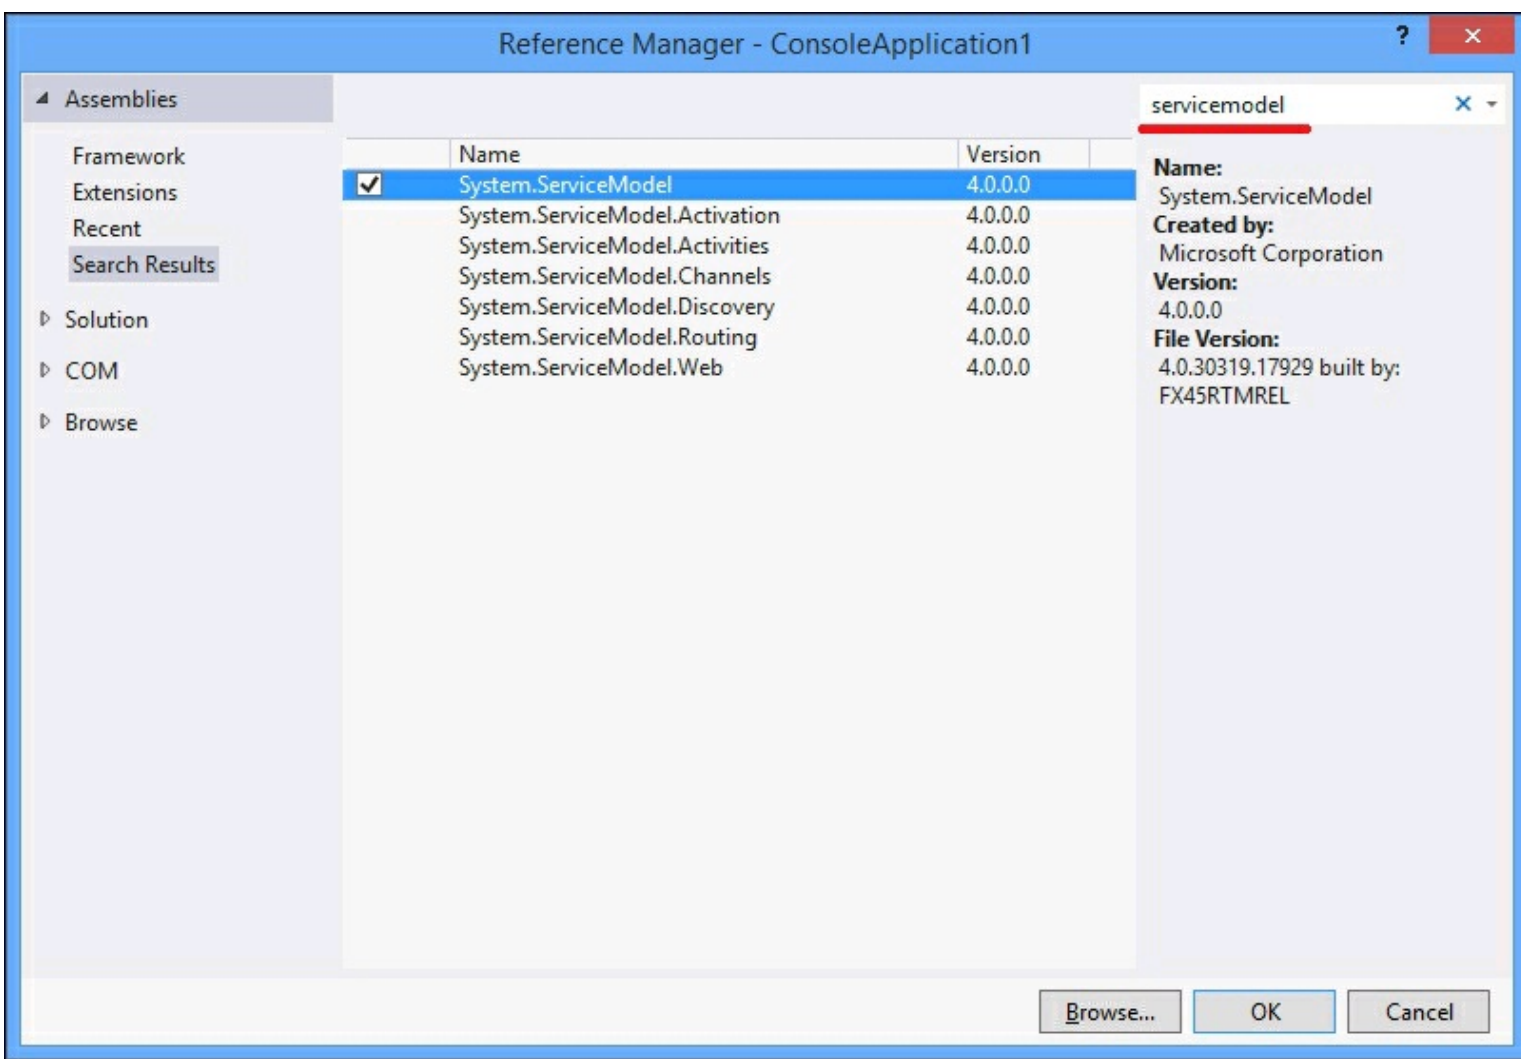 Reference Manager - ConsoleApplication1
?
Assemblies
Framework
Extensions
Recent
Search Results
Solution
COM
Browse
Name Version
System.ServiceModel 4.0.0.0
System.ServiceModel.Activation 4.0.0.0
System.ServiceModel.Activities 4.0.0.0
System.ServiceModel.Channels 4.0.0.0
System.ServiceModel.Discovery 4.0.0.0
System.ServiceModel.Routing 4.0.0.0
System.ServiceModel.Web 4.0.0.0
servicemodel
Name:
System.ServiceModel
Created by:
Microsoft Corporation
Version:
4.0.0.0
File Version:
4.0.30319.17929 built by:
FX45RTMREL
Browse... OK Cancel